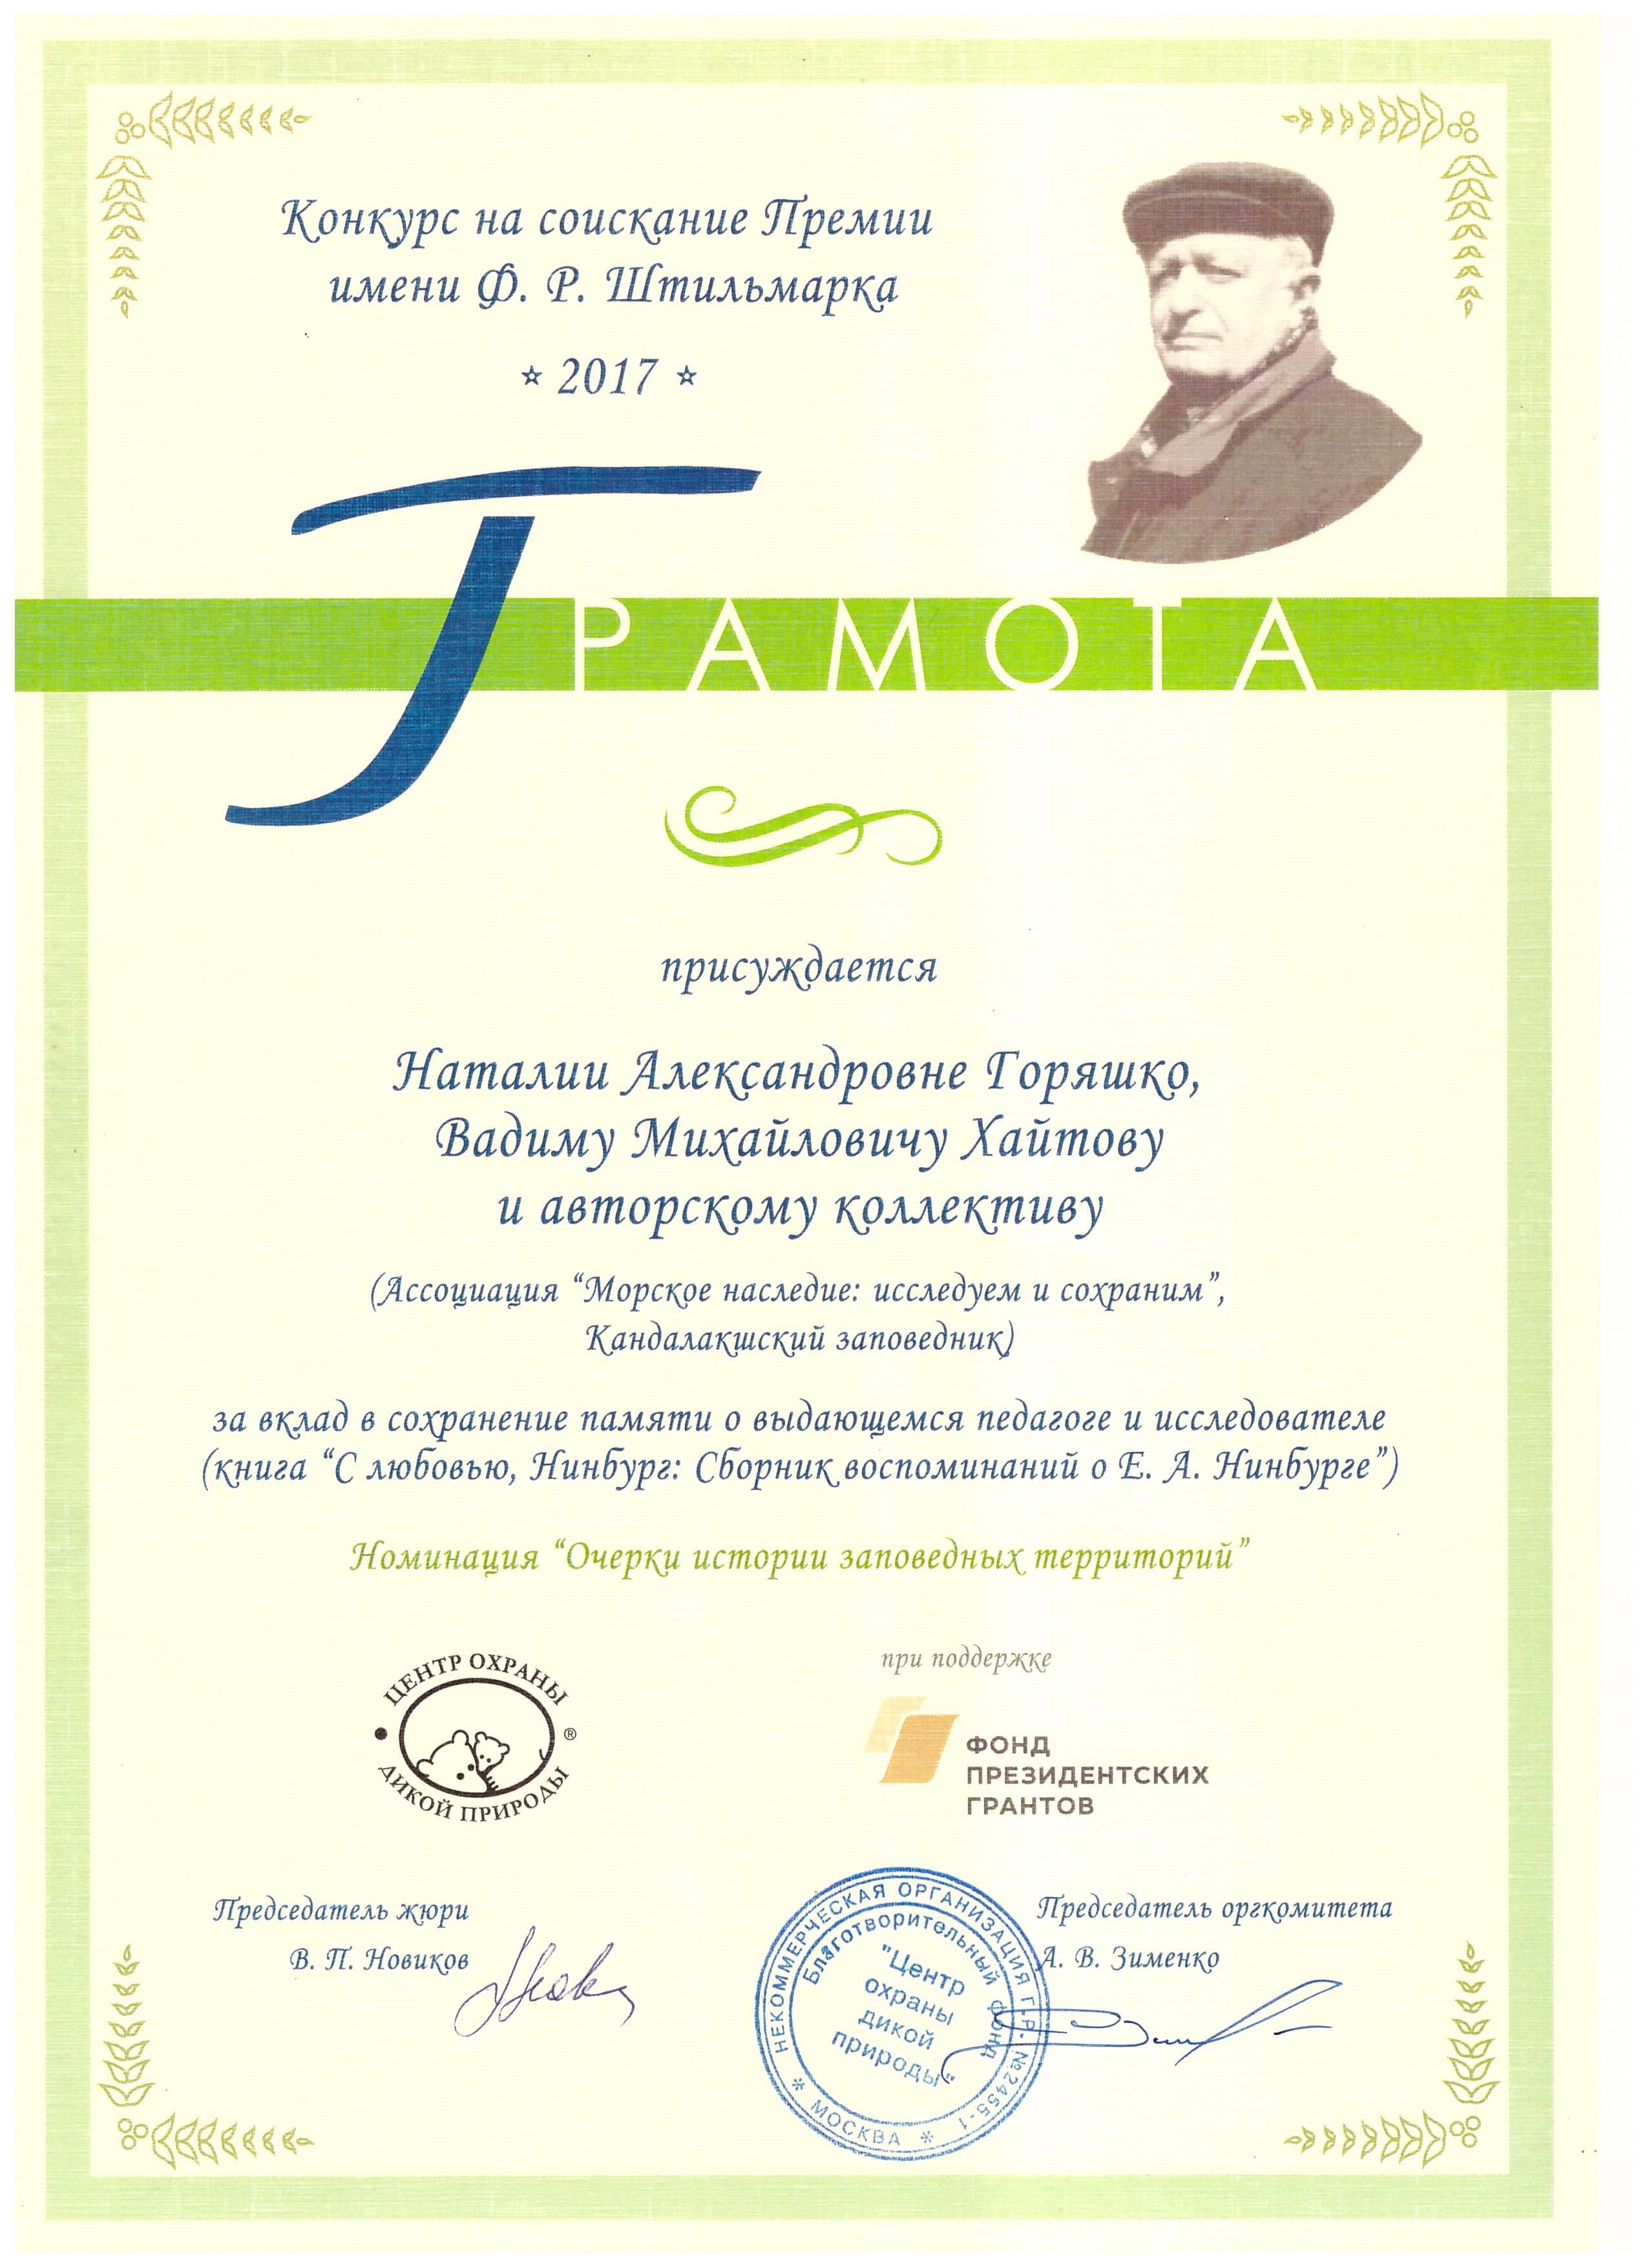 Конкурс на соискание Премии
имени Ф. Р. Штильмарка
☆ 2017 ☆
ГРАМОТА
присуждается
Наталии Александровне Горяшко,
Вадиму Михайловичу Хайтову
и авторскому коллективу
(Ассоциация “Морское наследие: исследуем и сохраним”,
Кандалакшский заповедник)
за вклад в сохранение памяти о выдающемся педагоге и исследователе
(книга “С любовью, Нинбург: Сборник воспоминаний о Е. А. Нинбурге”)
Номинация “Очерки истории заповедных территорий”
ЦЕНТР ОХРАНЫ
ДИКОЙ ПРИРОДЫ
®
при поддержке
ФОНД
ПРЕЗИДЕНТСКИХ
ГРАНТОВ
Председатель жюри
В. П. Новиков
НЕКОММЕРЧЕСКАЯ ОРГАНИЗАЦИЯ Г.Р. №2455-1
* МОСКВА *
Благотворительный фонд
"Центр
охраны
дикой
природы"
Председатель оргкомитета
А. В. Зименко